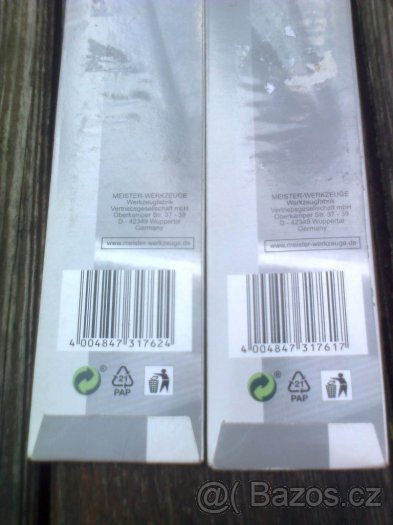 MEISTER-WERKZEUGE
Werkzeugfabrik
Vertriebsgesellschaft mbH
Oberkamper Str. 37 - 39
D - 42349 Wuppertal
Germany
www.meister-werkzeuge.de
4 004847 317624
21
PAP
MEISTER-WERKZEUGE
Werkzeugfabrik
Vertriebsgesellschaft mbH
Oberkamper Str. 37 - 39
D - 42349 Wuppertal
Germany
www.meister-werkzeuge.de
4 004847 317617
21
PAP
Bazos.cz